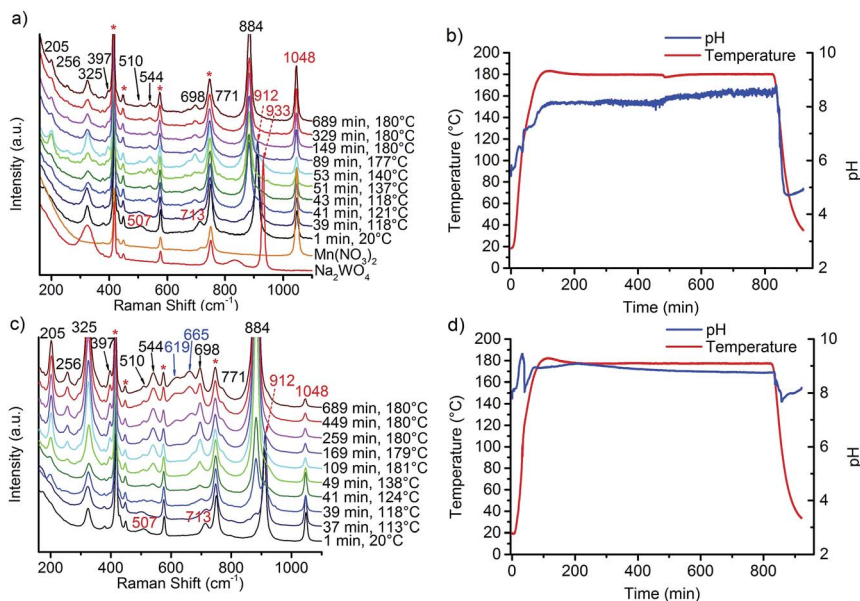 a)
205
256
325
397
*
510
544
*
*
698
*
771
884
912
933
1048
689 min, 180°C
329 min, 180°C
149 min, 180°C
89 min, 177°C
53 min, 140°C
51 min, 137°C
43 min, 118°C
41 min, 121°C
39 min, 118°C
1 min, 20°C
Mn(NO₃)₂
Na₂WO₄
507
713
Intensity (a.u.)
200 400 600 800 1000
Raman Shift (cm⁻¹)
b)
pH
Temperature
200
180
160
140
120
100
80
60
40
20
0
Temperature (°C)
10
8
6
4
2
pH
0 200 400 600 800
Time (min)
c)
205
256
325
397
*
510
544
*
*
619
665
698
*
771
884
912
1048
689 min, 180°C
449 min, 180°C
259 min, 180°C
169 min, 179°C
109 min, 181°C
49 min, 138°C
41 min, 124°C
39 min, 118°C
37 min, 113°C
1 min, 20°C
507
713
Intensity (a.u.)
200 400 600 800 1000
Raman Shift (cm⁻¹)
d)
pH
Temperature
200
180
160
140
120
100
80
60
40
20
0
Temperature (°C)
10
8
6
4
2
pH
0 200 400 600 800
Time (min)